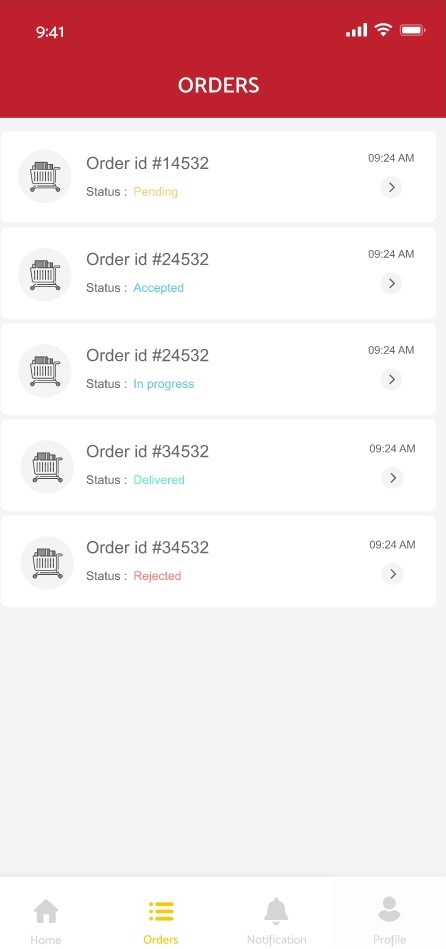 9:41
ORDERS
Order id #14532
09:24 AM
Status : Pending
Order id #24532
09:24 AM
Status : Accepted
Order id #24532
09:24 AM
Status : In progress
Order id #34532
09:24 AM
Status : Delivered
Order id #34532
09:24 AM
Status : Rejected
Home
Orders
Notification
Profile